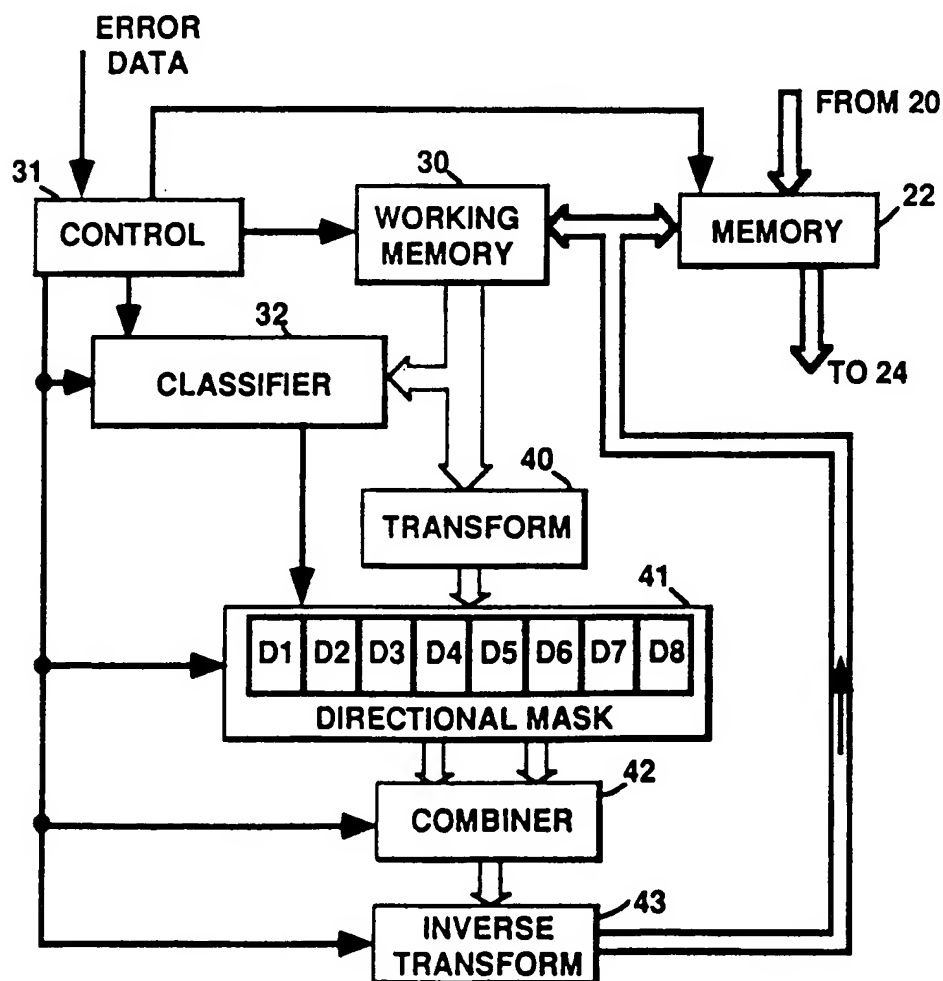 ERROR
DATA
FROM 20
31
CONTROL
30
WORKING
MEMORY
22
MEMORY
32
CLASSIFIER
TO 24
40
TRANSFORM
41
D1 D2 D3 D4 D5 D6 D7 D8
DIRECTIONAL MASK
42
COMBINER
43
INVERSE
TRANSFORM